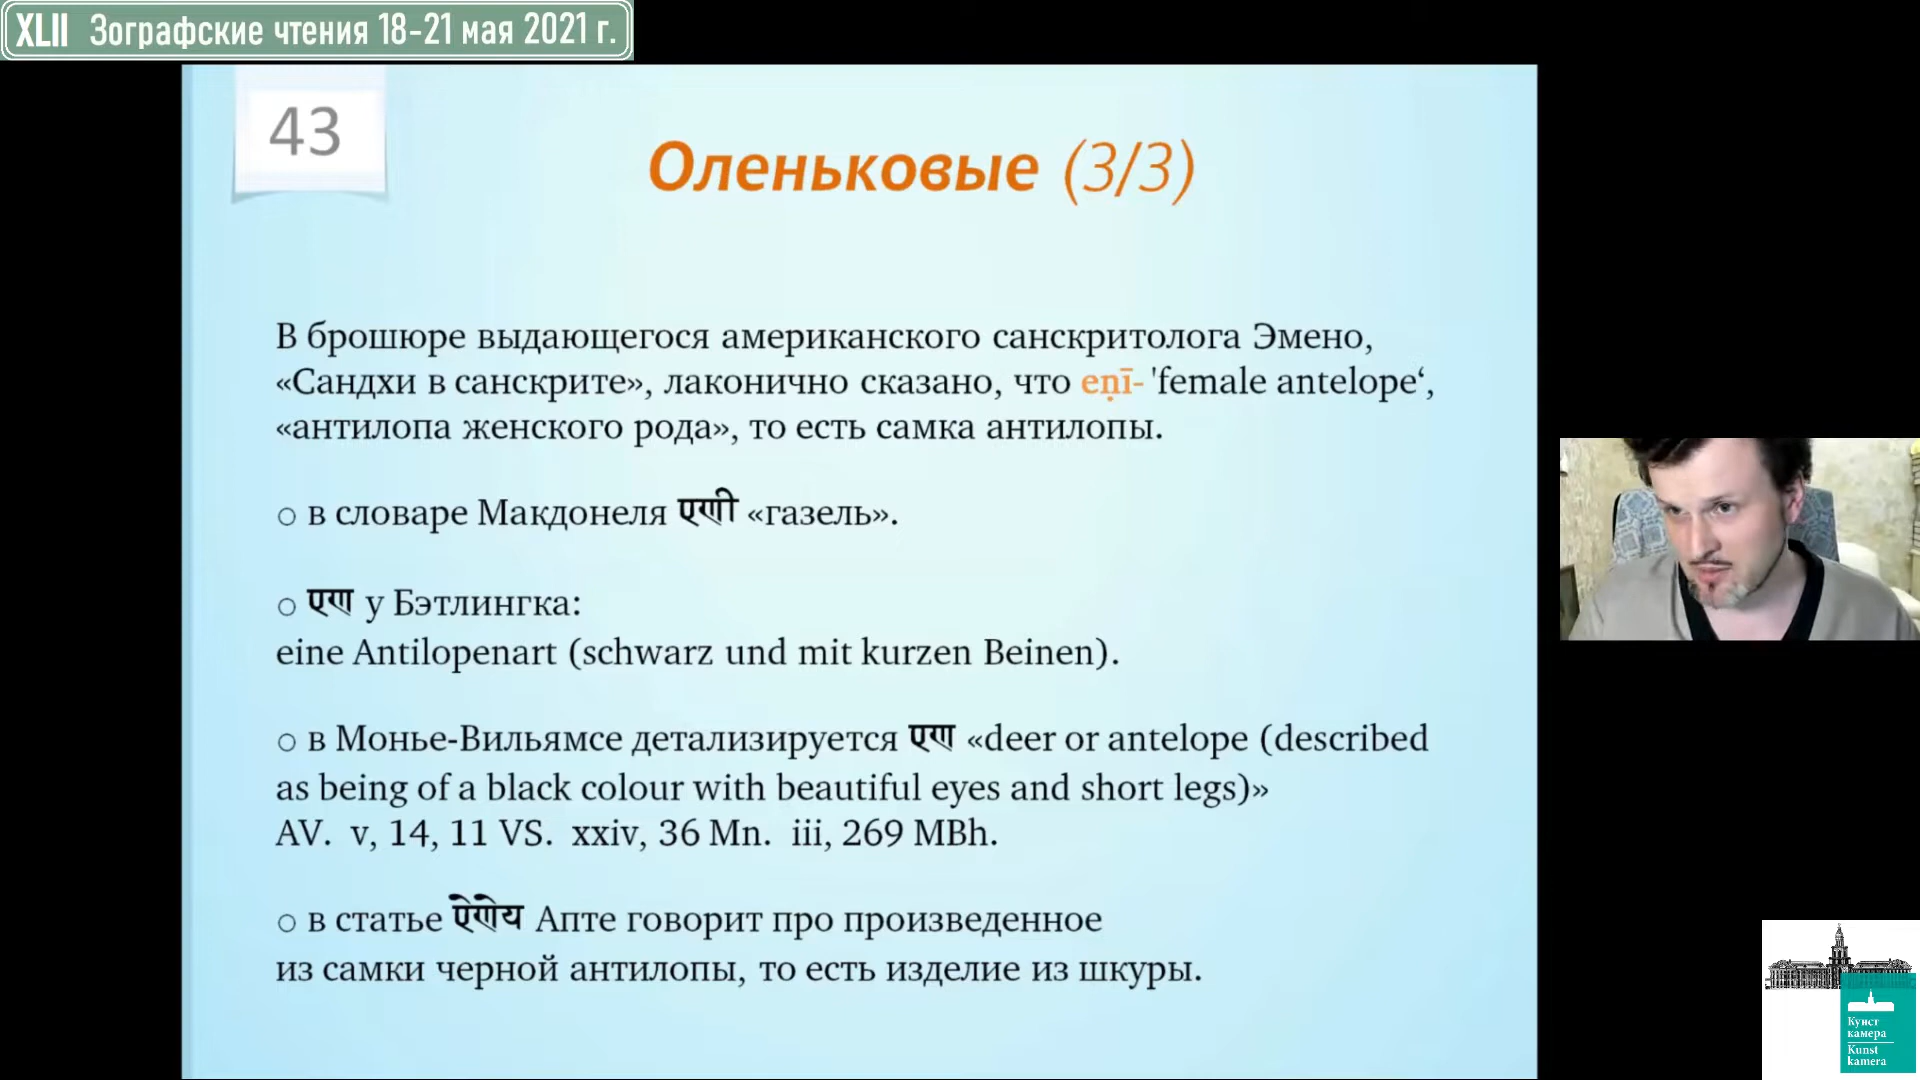 XLII Зографские чтения 18-21 мая 2021 г.
43
Оленьковые (3/3)
В брошюре выдающегося американского санскритолога Эмено,
«Сандхи в санскрите», лаконично сказано, что eṇī- 'female antelope‘,
«антилопа женского рода», то есть самка антилопы.
○ в словаре Макдонеля एणी «газель».
○ एण у Бэтлингка:
eine Antilopenart (schwarz und mit kurzen Beinen).
○ в Монье-Вильямсе детализируется एण «deer or antelope (described
as being of a black colour with beautiful eyes and short legs)»
AV. v, 14, 11 VS. xxiv, 36 Mn. iii, 269 MBh.
○ в статье ऐणेय Апте говорит про произведенное
из самки черной антилопы, то есть изделие из шкуры.
Кунст
камера
Kunst
kamera